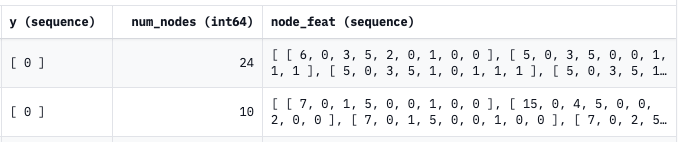 y (sequence) num_nodes (int64) node_feat (sequence)
[ 0 ] 24 [ [ 6, 0, 3, 5, 2, 0, 1, 0, 0 ], [ 5, 0, 3, 5, 0, 0, 1,
1, 1 ], [ 5, 0, 3, 5, 1, 0, 1, 1, 1 ], [ 5, 0, 3, 5, 1…
[ 0 ] 10 [ [ 7, 0, 1, 5, 0, 0, 1, 0, 0 ], [ 15, 0, 4, 5, 0, 0,
2, 0, 0 ], [ 7, 0, 1, 5, 0, 0, 1, 0, 0 ], [ 7, 0, 2, 5…